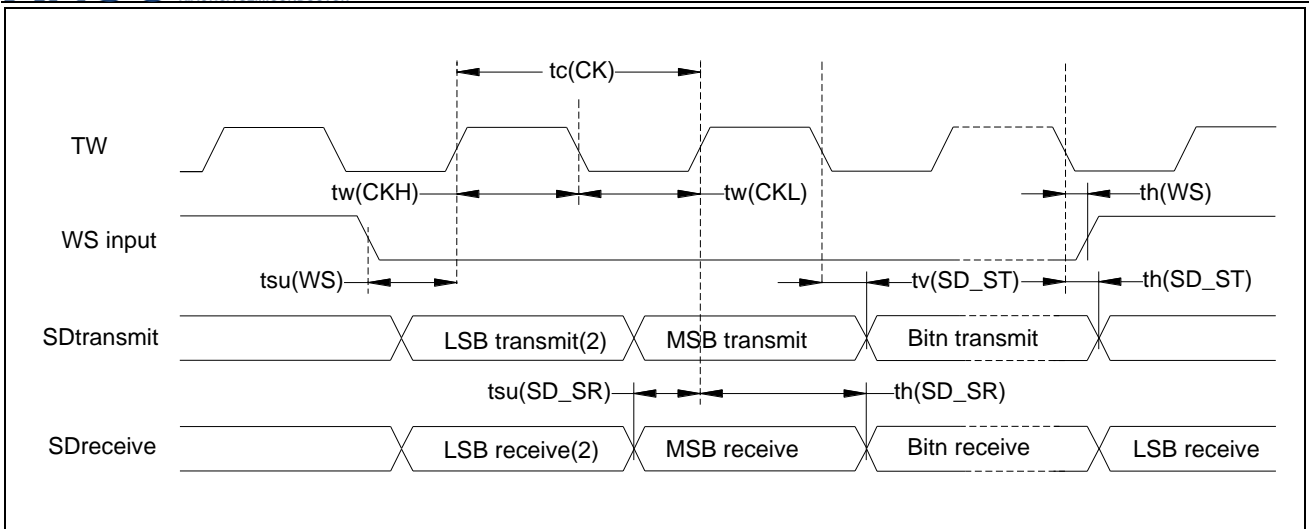 tc(CK)
TW
tw(CKH)
tw(CKL)
th(WS)
WS input
tsu(WS)
tv(SD_ST)
th(SD_ST)
SDtransmit
LSB transmit(2)
MSB transmit
Bitn transmit
tsu(SD_SR)
th(SD_SR)
SDreceive
LSB receive(2)
MSB receive
Bitn receive
LSB receive